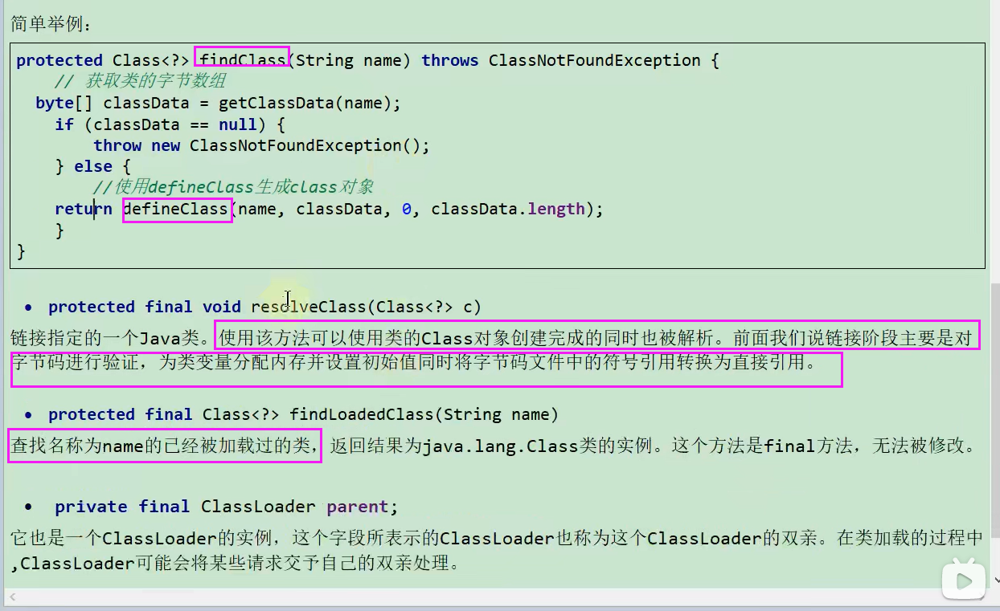 简单举例：
protected Class<?> findClass(String name) throws ClassNotFoundException {
// 获取类的字节数组
byte[] classData = getClassData(name);
if (classData == null) {
throw new ClassNotFoundException();
} else {
//使用defineClass生成class对象
return defineClass(name, classData, 0, classData.length);
}
}
• protected final void resolveClass(Class<?> c)
链接指定的一个Java类。使用该方法可以使用类的Class对象创建完成的同时也被解析。前面我们说链接阶段主要是对
字节码进行验证，为类变量分配内存并设置初始值同时将字节码文件中的符号引用转换为直接引用。
• protected final Class<?> findLoadedClass(String name)
查找名称为name的已经被加载过的类，返回结果为java.lang.Class类的实例。这个方法是final方法，无法被修改。
• private final ClassLoader parent;
它也是一个ClassLoader的实例，这个字段所表示的ClassLoader也称为这个ClassLoader的双亲。在类加载的过程中
,ClassLoader可能会将某些请求交予自己的双亲处理。